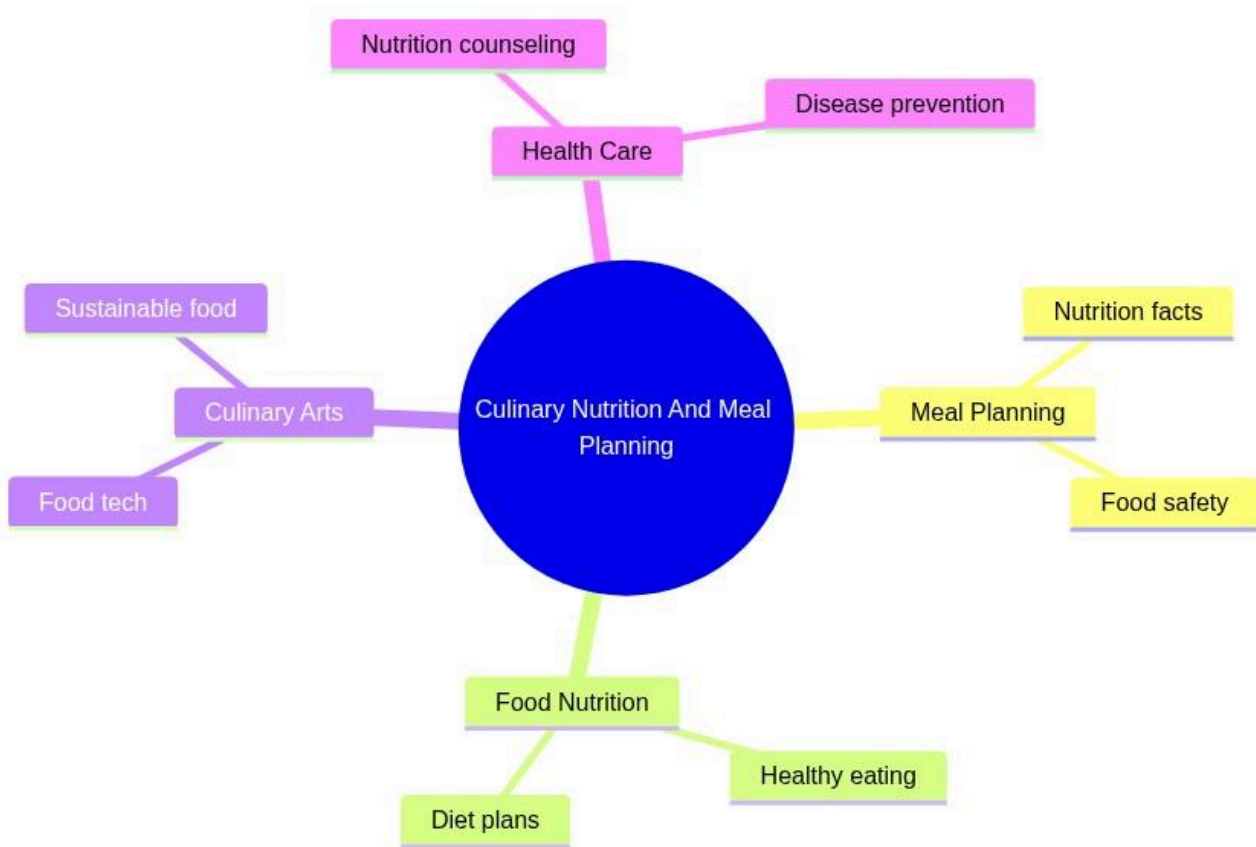 Nutrition counseling
Disease prevention
Health Care
Sustainable food
Nutrition facts
Culinary Arts
Culinary Nutrition And Meal
Planning
Meal Planning
Food tech
Food safety
Food Nutrition
Healthy eating
Diet plans